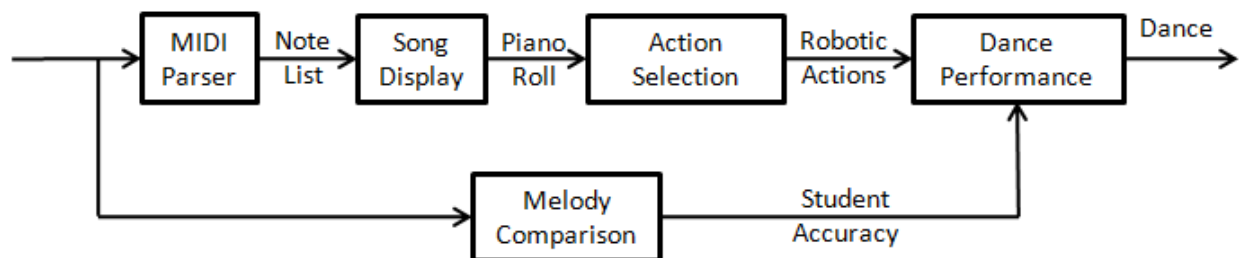 MIDI
Parser
Note
List
Song
Display
Piano
Roll
Action
Selection
Robotic
Actions
Dance
Performance
Dance
Melody
Comparison
Student
Accuracy